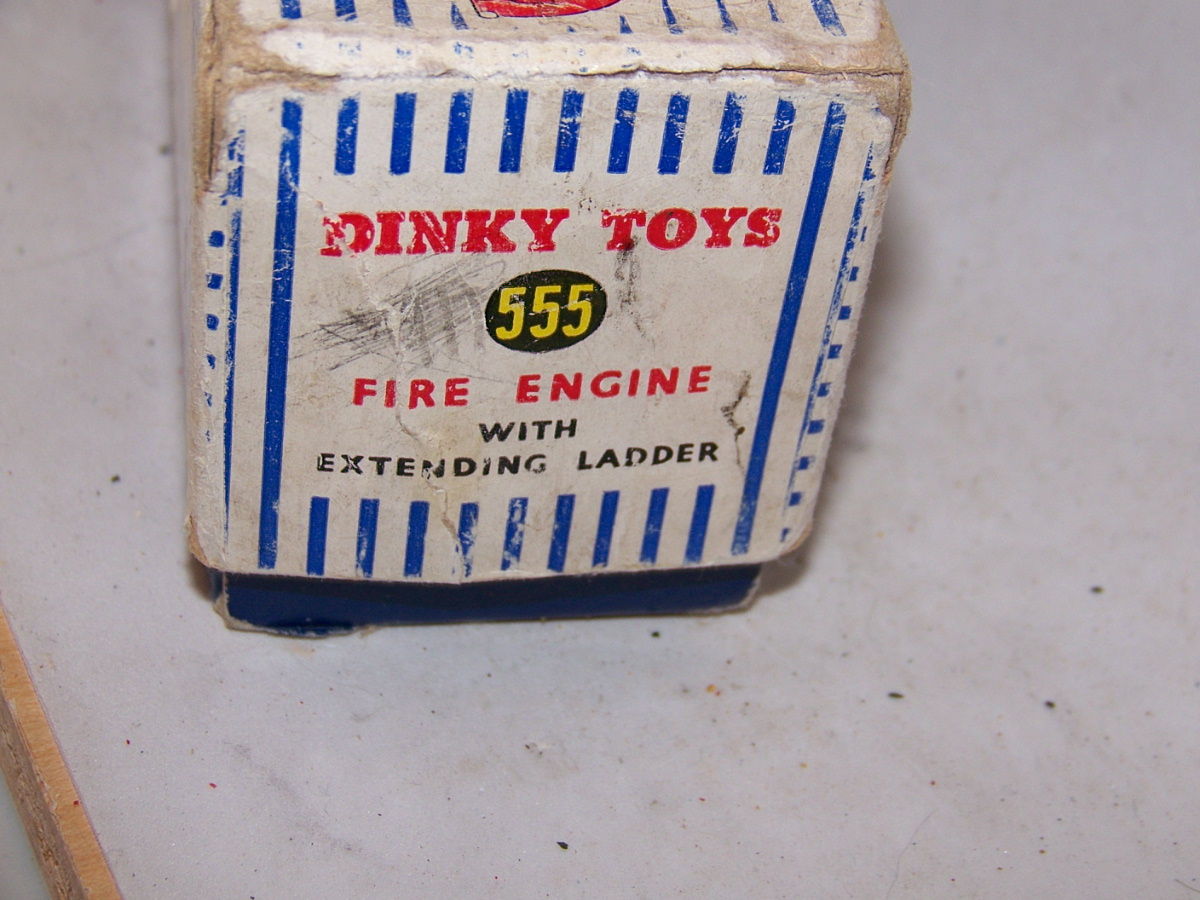 DINKY TOYS
555
FIRE ENGINE
WITH
EXTENDING LADDER